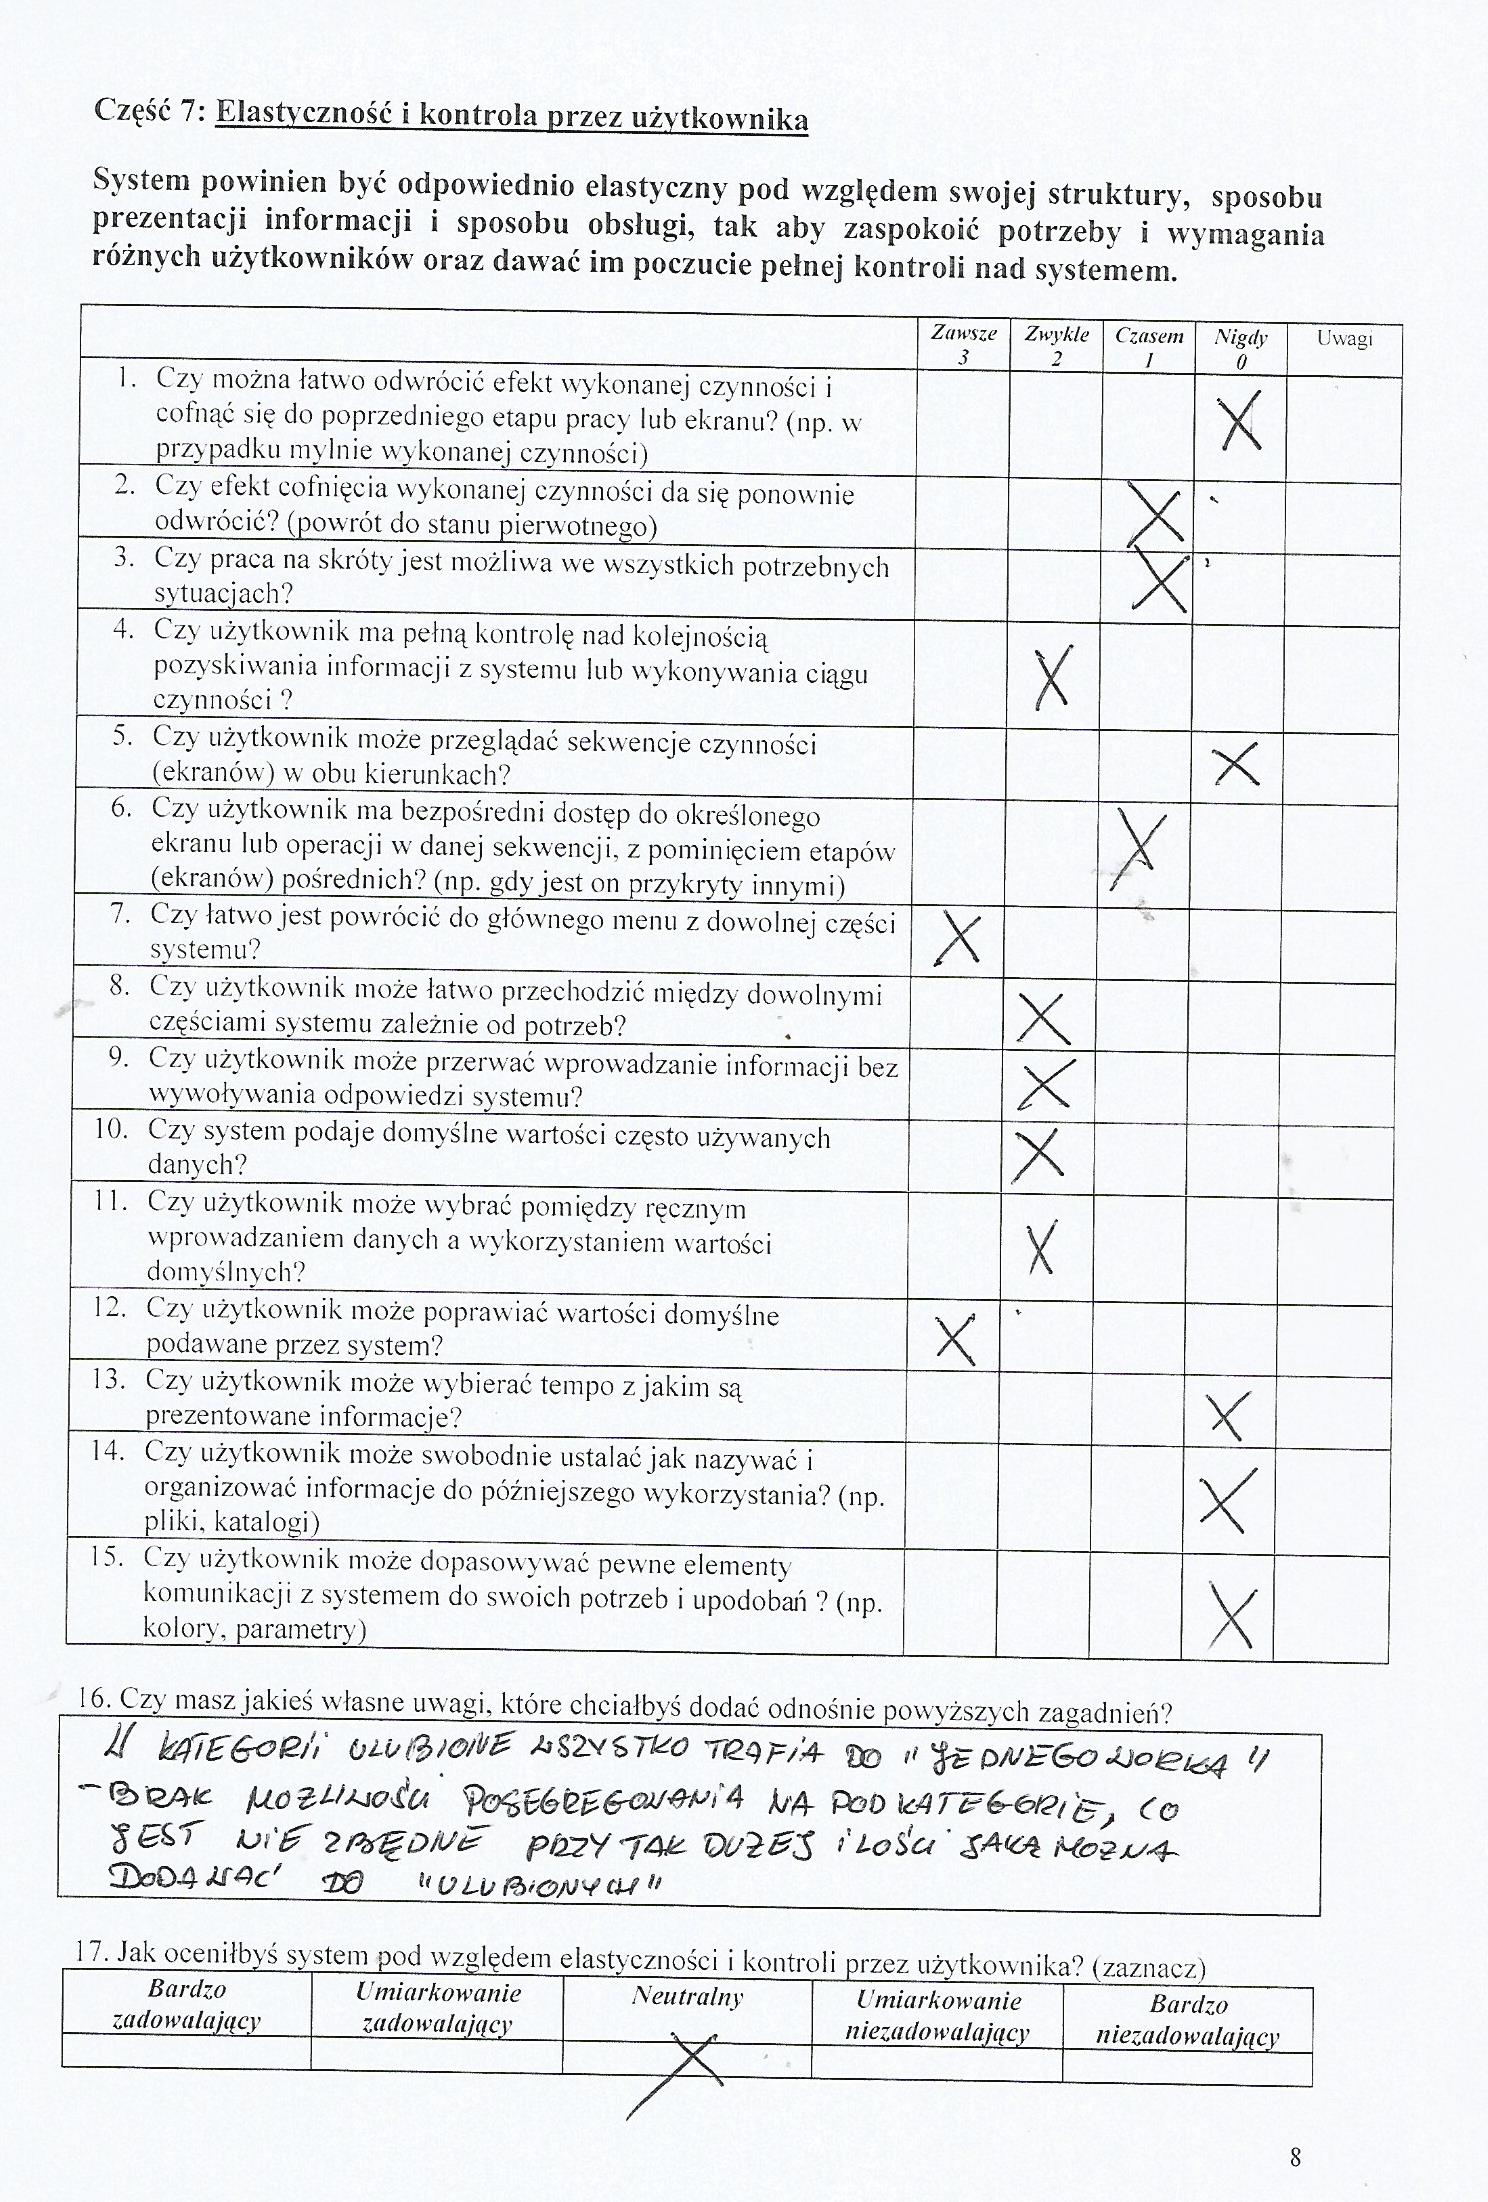 Część 7: Elastyczność i kontrola przez użytkownika
System powinien być odpowiednio elastyczny pod względem swojej struktury, sposobu
prezentacji informacji i sposobu obsługi, tak aby zaspokoić potrzeby i wymagania
różnych użytkowników oraz dawać im poczucie pełnej kontroli nad systemem.
Zawsze Zwykle Czasem Nigdy Uwagi
3 2 1 0
1. Czy można łatwo odwrócić efekt wykonanej czynności i
cofnąć się do poprzedniego etapu pracy lub ekranu? (np. w
przypadku mylnie wykonanej czynności) X
2. Czy efekt cofnięcia wykonanej czynności da się ponownie
odwrócić? (powrót do stanu pierwotnego) X
3. Czy praca na skróty jest możliwa we wszystkich potrzebnych
sytuacjach? X
4. Czy użytkownik ma pełną kontrolę nad kolejnością
pozyskiwania informacji z systemu lub wykonywania ciągu
czynności ? X
5. Czy użytkownik może przeglądać sekwencje czynności
(ekranów) w obu kierunkach? X
6. Czy użytkownik ma bezpośredni dostęp do określonego
ekranu lub operacji w danej sekwencji, z pominięciem etapów
(ekranów) pośrednich? (np. gdy jest on przykryty innymi) X
7. Czy łatwo jest powrócić do głównego menu z dowolnej części
systemu? X
8. Czy użytkownik może łatwo przechodzić między dowolnymi
częściami systemu zależnie od potrzeb? X
9. Czy użytkownik może przerwać wprowadzanie informacji bez
wywoływania odpowiedzi systemu? X
10. Czy system podaje domyślne wartości często używanych
danych? X
11. Czy użytkownik może wybrać pomiędzy ręcznym
wprowadzaniem danych a wykorzystaniem wartości
domyślnych? X
12. Czy użytkownik może poprawiać wartości domyślne
podawane przez system? X
13. Czy użytkownik może wybierać tempo z jakim są
prezentowane informacje? X
14. Czy użytkownik może swobodnie ustalać jak nazywać i
organizować informacje do późniejszego wykorzystania? (np.
pliki, katalogi) X
15. Czy użytkownik może dopasowywać pewne elementy
komunikacji z systemem do swoich potrzeb i upodobań ? (np.
kolory, parametry) X
16. Czy masz jakieś własne uwagi, które chciałbyś dodać odnośnie powyższych zagadnień?
W KATEGORII ULUBIONE WSZYSTKO TRAFIA DO "JEDNEGO WORKA"
- BRAK MOŻLIWOŚCI POSEGREGOWANIA NA PODKATEGORIE, CO
JEST NIEZBĘDNE PRZY TAK DUŻEJ ILOŚCI JAKĄ MOŻNA
DODAWAĆ DO "ULUBIONYCH"
17. Jak oceniłbyś system pod względem elastyczności i kontroli przez użytkownika? (zaznacz)
Bardzo Umiarkowanie Neutralny Umiarkowanie Bardzo
zadowalający zadowalający niezadowalający niezadowalający
X
8